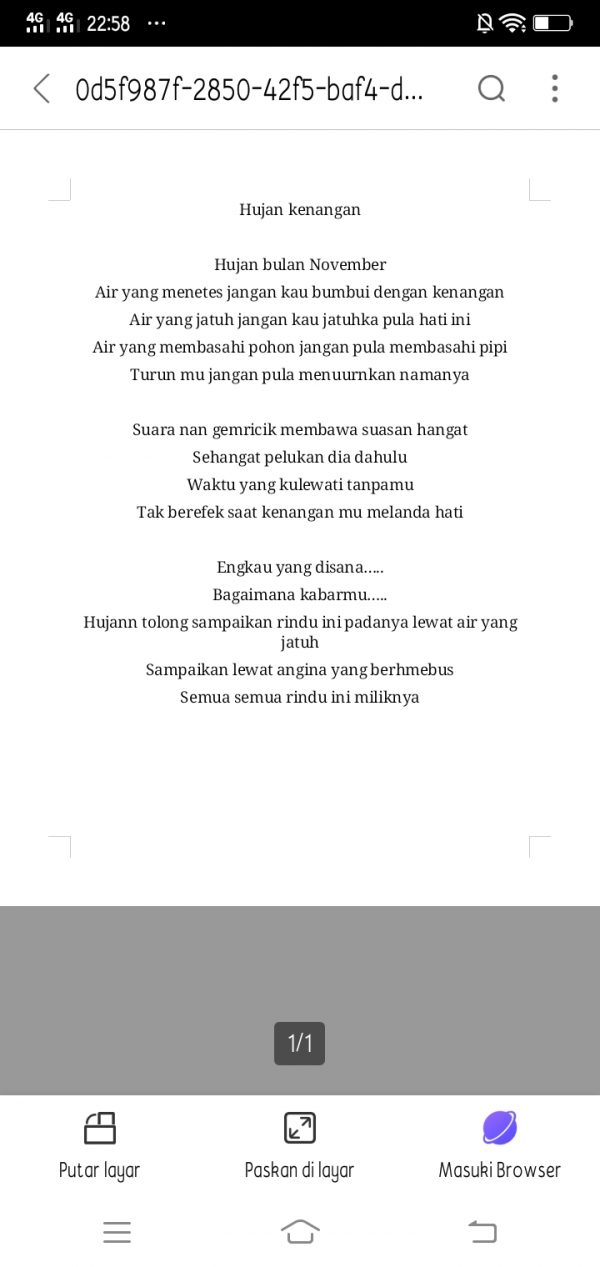 4G 4G 22:58 ...
0d5f987f-2850-42f5-baf4-d...
Hujan kenangan
Hujan bulan November
Air yang menetes jangan kau bumbui dengan kenangan
Air yang jatuh jangan kau jatuhka pula hati ini
Air yang membasahi pohon jangan pula membasahi pipi
Turun mu jangan pula menuurnkan namanya
Suara nan gemricik membawa suasan hangat
Sehangat pelukan dia dahulu
Waktu yang kulewati tanpamu
Tak berefek saat kenangan mu melanda hati
Engkau yang disana.....
Bagaimana kabarmu.....
Hujann tolong sampaikan rindu ini padanya lewat air yang
jatuh
Sampaikan lewat angina yang berhmebus
Semua semua rindu ini miliknya
1/1
Putar layar
Paskan di layar
Masuki Browser